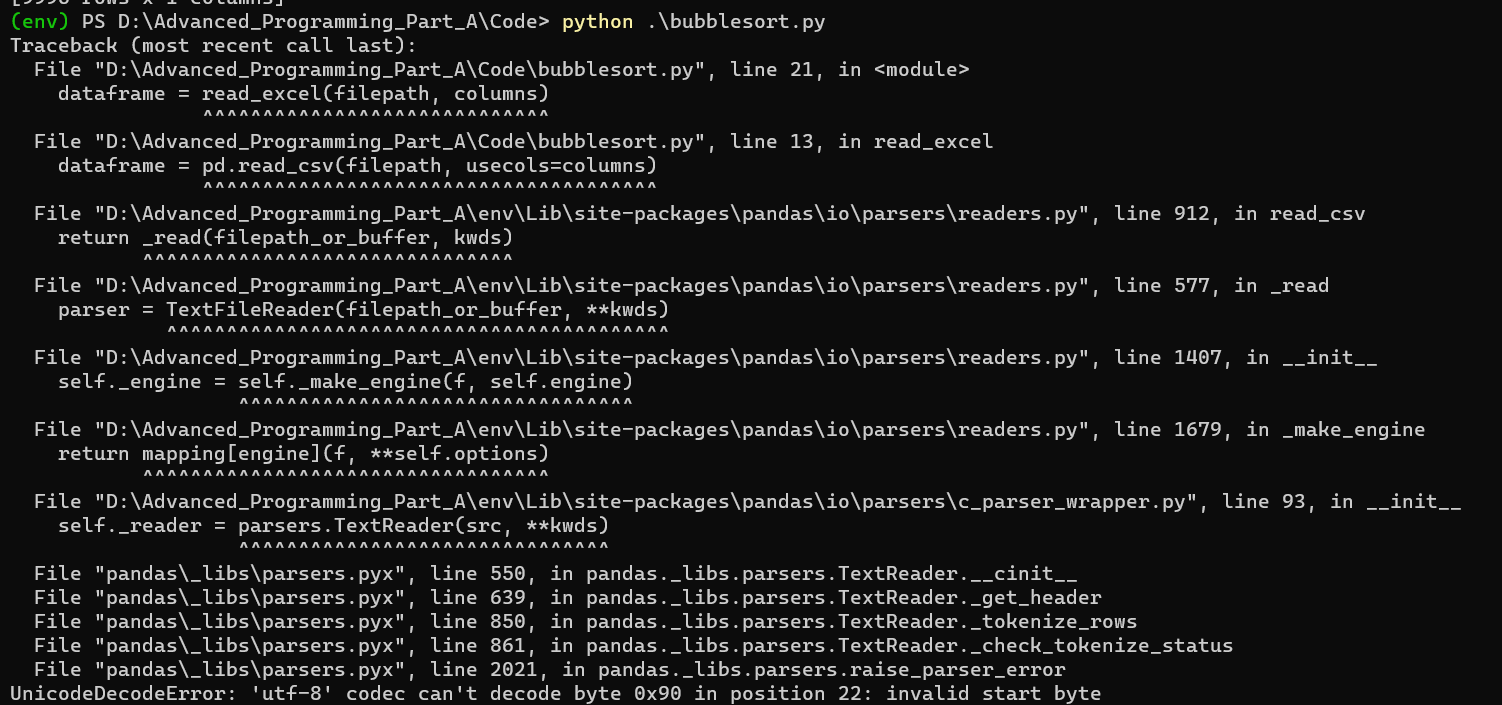 [9998 rows x 1 columns]
(env) PS D:\Advanced_Programming_Part_A\Code> python .\bubblesort.py
Traceback (most recent call last):
  File "D:\Advanced_Programming_Part_A\Code\bubblesort.py", line 21, in <module>
    dataframe = read_excel(filepath, columns)
                ^^^^^^^^^^^^^^^^^^^^^^^^^^^^^
  File "D:\Advanced_Programming_Part_A\Code\bubblesort.py", line 13, in read_excel
    dataframe = pd.read_csv(filepath, usecols=columns)
                ^^^^^^^^^^^^^^^^^^^^^^^^^^^^^^^^^^^^^^
  File "D:\Advanced_Programming_Part_A\env\Lib\site-packages\pandas\io\parsers\readers.py", line 912, in read_csv
    return _read(filepath_or_buffer, kwds)
           ^^^^^^^^^^^^^^^^^^^^^^^^^^^^^^^
  File "D:\Advanced_Programming_Part_A\env\Lib\site-packages\pandas\io\parsers\readers.py", line 577, in _read
    parser = TextFileReader(filepath_or_buffer, **kwds)
             ^^^^^^^^^^^^^^^^^^^^^^^^^^^^^^^^^^^^^^^^^^
  File "D:\Advanced_Programming_Part_A\env\Lib\site-packages\pandas\io\parsers\readers.py", line 1407, in __init__
    self._engine = self._make_engine(f, self.engine)
                   ^^^^^^^^^^^^^^^^^^^^^^^^^^^^^^^^^
  File "D:\Advanced_Programming_Part_A\env\Lib\site-packages\pandas\io\parsers\readers.py", line 1679, in _make_engine
    return mapping[engine](f, **self.options)
           ^^^^^^^^^^^^^^^^^^^^^^^^^^^^^^^^^^
  File "D:\Advanced_Programming_Part_A\env\Lib\site-packages\pandas\io\parsers\c_parser_wrapper.py", line 93, in __init__
    self._reader = parsers.TextReader(src, **kwds)
                   ^^^^^^^^^^^^^^^^^^^^^^^^^^^^^^^
  File "pandas\_libs\parsers.pyx", line 550, in pandas._libs.parsers.TextReader.__cinit__
  File "pandas\_libs\parsers.pyx", line 639, in pandas._libs.parsers.TextReader._get_header
  File "pandas\_libs\parsers.pyx", line 850, in pandas._libs.parsers.TextReader._tokenize_rows
  File "pandas\_libs\parsers.pyx", line 861, in pandas._libs.parsers.TextReader._check_tokenize_status
  File "pandas\_libs\parsers.pyx", line 2021, in pandas._libs.parsers.raise_parser_error
UnicodeDecodeError: 'utf-8' codec can't decode byte 0x90 in position 22: invalid start byte